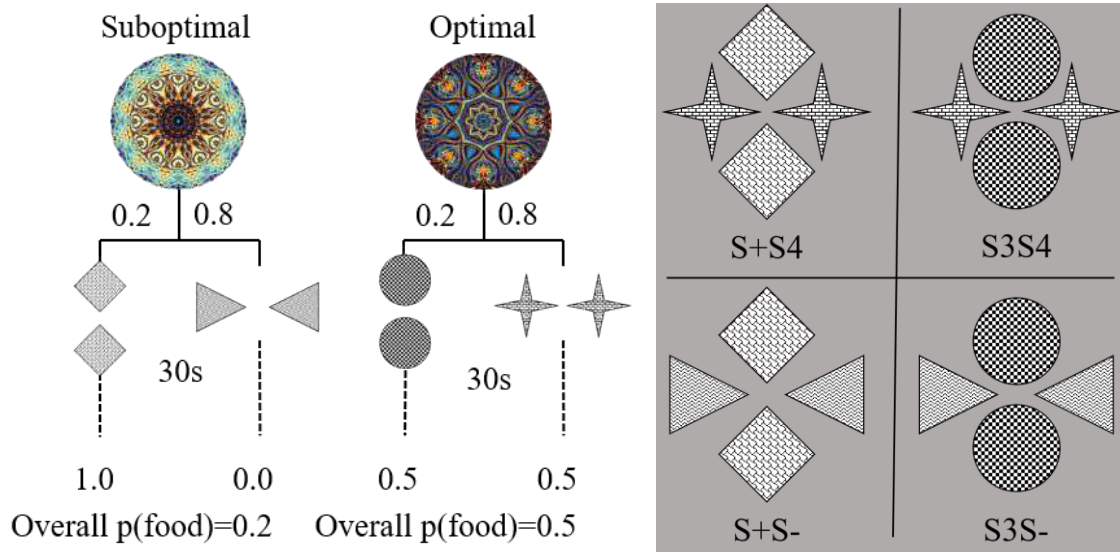 Suboptimal
Optimal
0.2 0.8
0.2 0.8
30s
30s
1.0 0.0
0.5 0.5
Overall p(food)=0.2
Overall p(food)=0.5
S+S4
S3S4
S+S-
S3S-